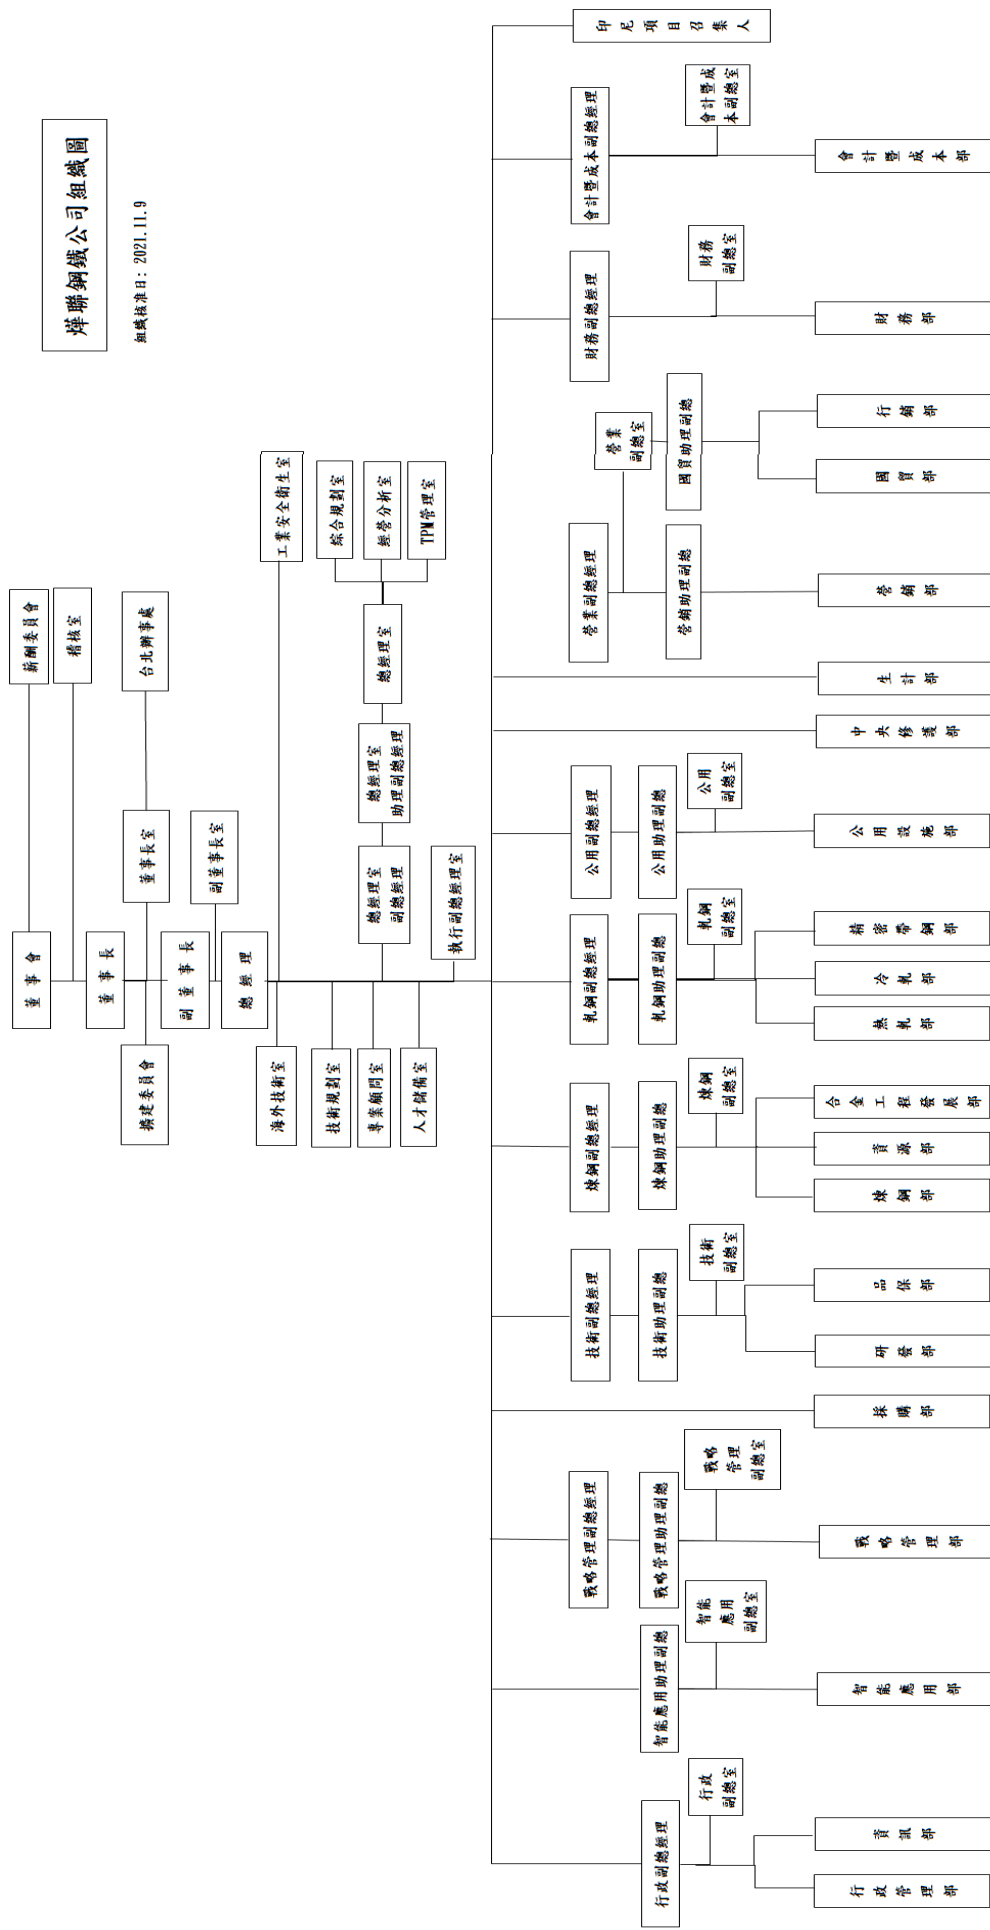 燁聯鋼鐵公司組織圖
組織核准日：2021.11.9
董事會
薪酬委員會
稽核室
董事長
董事長室
台北辦事處
擴建委員會
副董事長
副董事長室
總經理
工業安全衛生室
海外技術室
技術規劃室
專案顧問室
人才儲備室
總經理室
副總經理
總經理室
助理副總經理
總經理室
綜合規劃室
經營分析室
TPM管理室
執行副總經理室
行政副總經理
行政
副總室
行政管理部
資訊部
智能應用助理副總
智能
應用
副總室
智能應用部
戰略管理副總經理
戰略管理助理副總
戰略
管理
副總室
戰略管理部
採購部
技術副總經理
技術助理副總
技術
副總室
研發部
品保部
煉鋼副總經理
煉鋼助理副總
煉鋼
副總室
煉鋼部
資源部
合金工程發展部
軋鋼副總經理
軋鋼助理副總
軋鋼
副總室
熱軋部
冷軋部
精密帶鋼部
公用副總經理
公用助理副總
公用
副總室
公用設施部
中央修護部
生計部
營業副總經理
營業
副總室
營銷助理副總
國貿助理副總
營銷部
國貿部
行銷部
財務副總經理
財務
副總室
財務部
會計暨成本副總經理
會計暨成
本副總室
會計暨成本部
印尼項目召集人